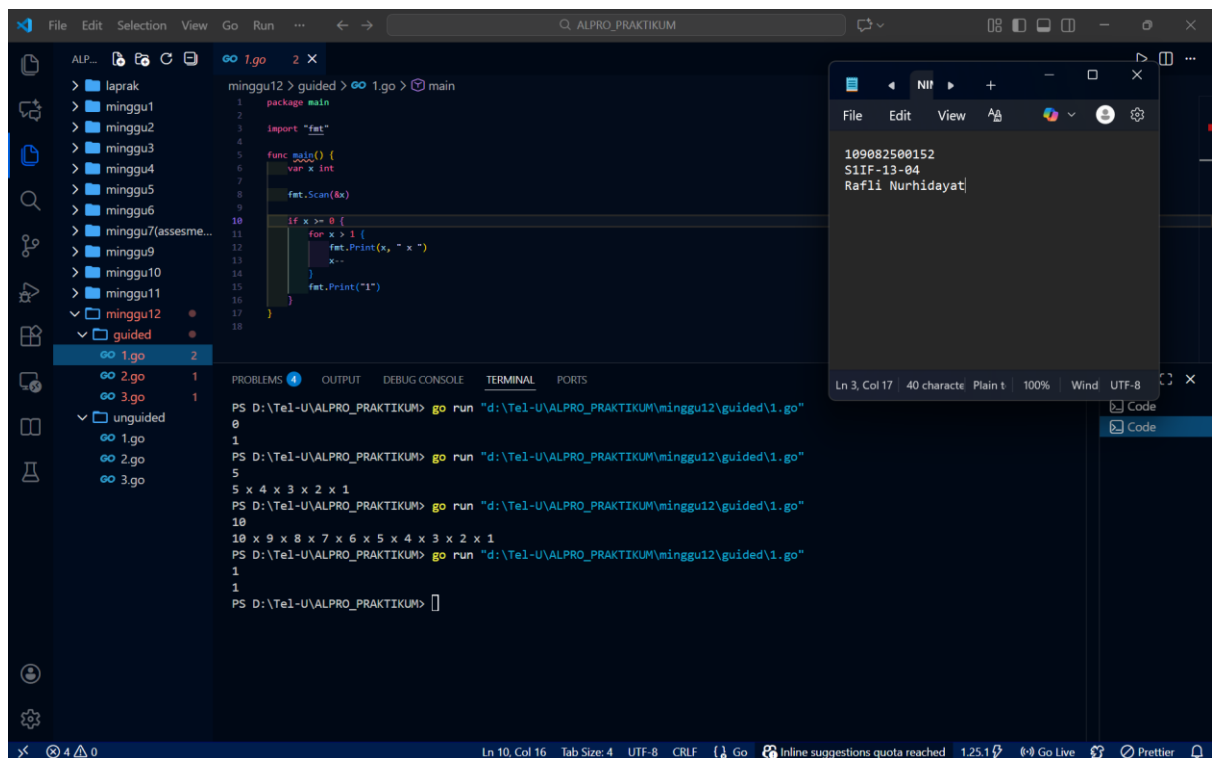 File Edit Selection View Go Run ··· ALPRO_PRAKTIKUM
ALP...
laprak
minggu1
minggu2
minggu3
minggu4
minggu5
minggu6
minggu7(assesme...
minggu9
minggu10
minggu11
minggu12
guided
GO 1.go 2
GO 2.go 1
GO 3.go 1
unguided
GO 1.go
GO 2.go
GO 3.go
GO 1.go 2
minggu12 > guided > GO 1.go > main
1 package main
2
3 import "fmt"
4
5 func main() {
6 var x int
7
8 fmt.Scan(&x)
9
10 if x >= 0 {
11 for x > 1 {
12 fmt.Print(x, " x ")
13 x--
14 }
15 fmt.Print("1")
16 }
17 }
18
File Edit View
109082500152
S1IF-13-04
Rafli Nurhidayat
Ln 3, Col 17 40 characte Plain t 100% Wind UTF-8
PROBLEMS 4 OUTPUT DEBUG CONSOLE TERMINAL PORTS
PS D:\Tel-U\ALPRO_PRAKTIKUM> go run "d:\Tel-U\ALPRO_PRAKTIKUM\minggu12\guided\1.go"
0
1
PS D:\Tel-U\ALPRO_PRAKTIKUM> go run "d:\Tel-U\ALPRO_PRAKTIKUM\minggu12\guided\1.go"
5
5 x 4 x 3 x 2 x 1
PS D:\Tel-U\ALPRO_PRAKTIKUM> go run "d:\Tel-U\ALPRO_PRAKTIKUM\minggu12\guided\1.go"
10
10 x 9 x 8 x 7 x 6 x 5 x 4 x 3 x 2 x 1
PS D:\Tel-U\ALPRO_PRAKTIKUM> go run "d:\Tel-U\ALPRO_PRAKTIKUM\minggu12\guided\1.go"
1
1
PS D:\Tel-U\ALPRO_PRAKTIKUM>
Code
Code
4 0 Ln 10, Col 16 Tab Size: 4 UTF-8 CRLF {} Go Inline suggestions quota reached 1.25.1 Go Live Prettier